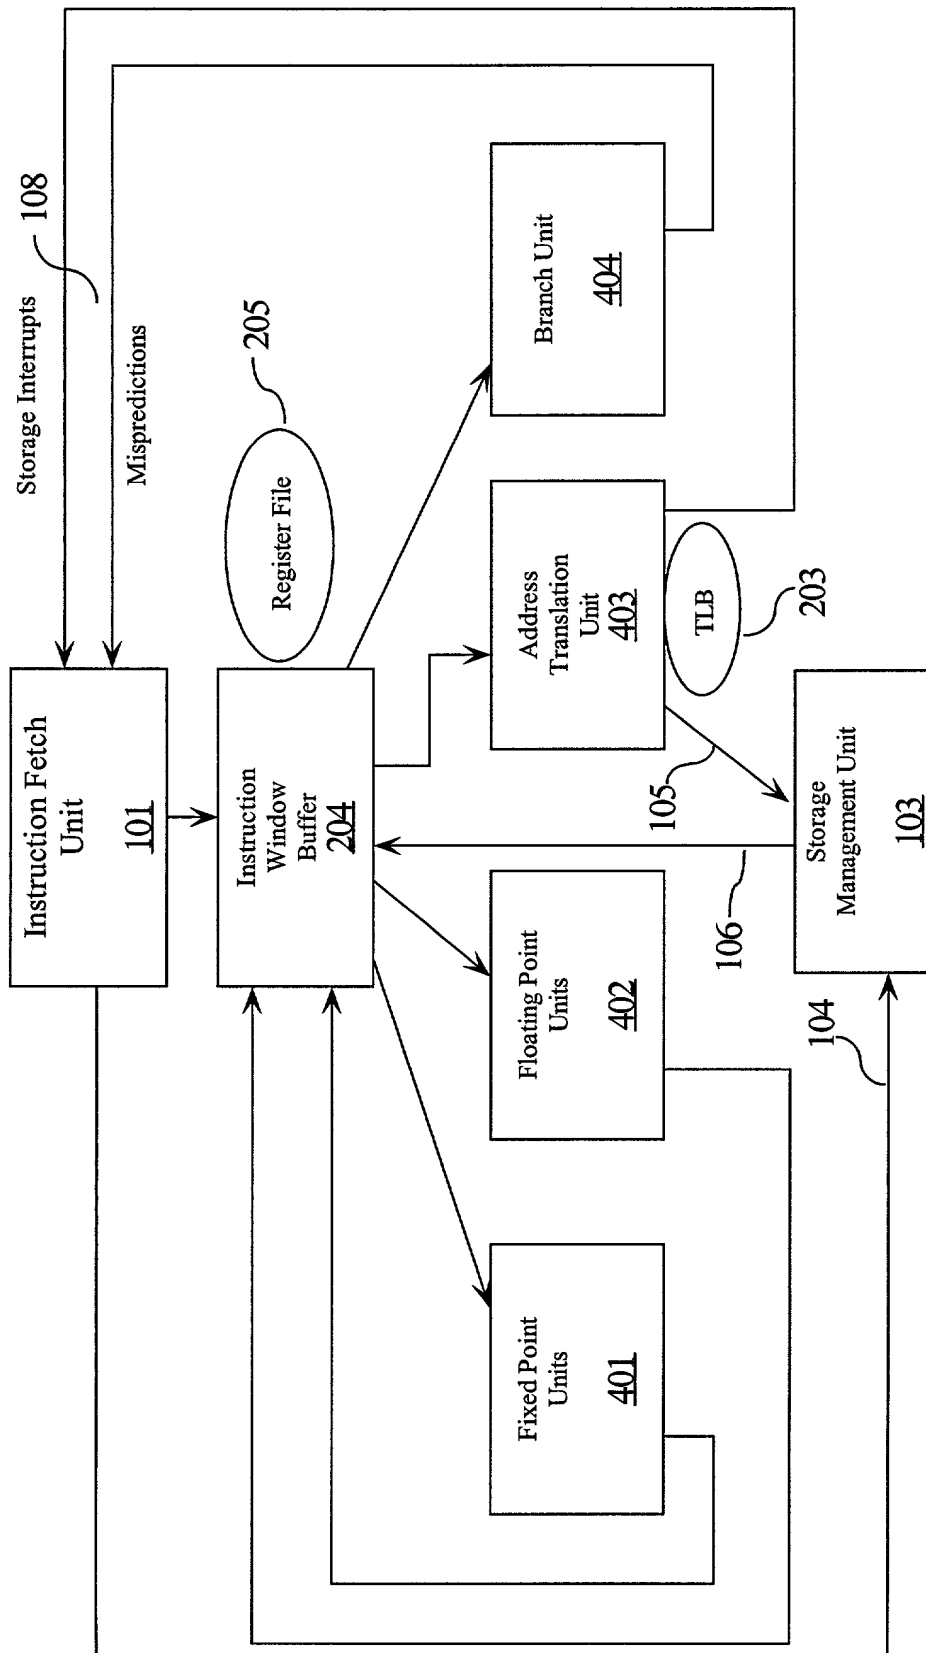 Storage Interrupts
108
Mispredictions
Instruction Fetch
Unit
101
Register File
205
Instruction
Window
Buffer
204
Fixed Point
Units
401
Floating Point
Units
402
Address
Translation
Unit
403
Branch Unit
404
TLB
203
105
106
104
Storage
Management Unit
103